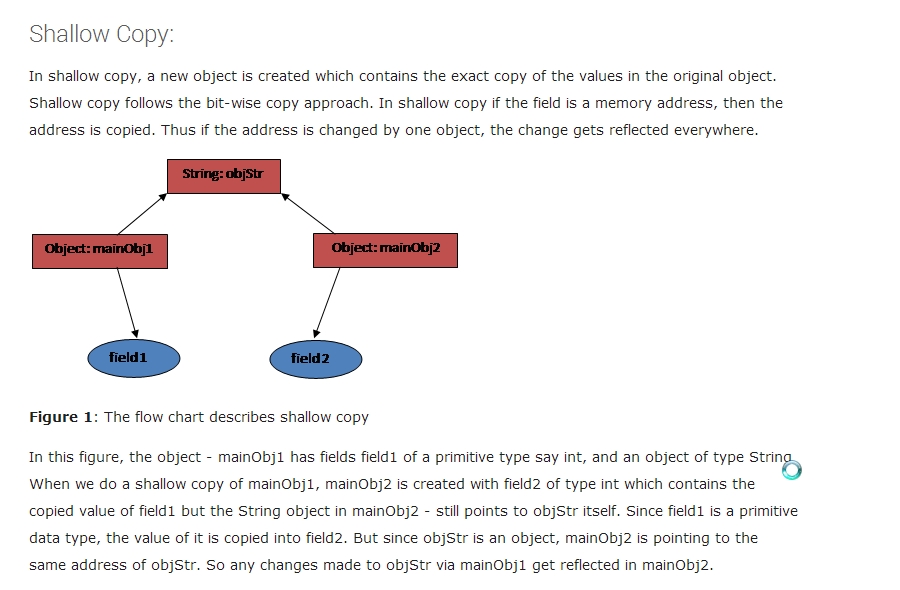 Shallow Copy:
In shallow copy, a new object is created which contains the exact copy of the values in the original object.
Shallow copy follows the bit-wise copy approach. In shallow copy if the field is a memory address, then the
address is copied. Thus if the address is changed by one object, the change gets reflected everywhere.
String: objStr
Object: mainObj1
Object: mainObj2
field1
field2
Figure 1: The flow chart describes shallow copy
In this figure, the object - mainObj1 has fields field1 of a primitive type say int, and an object of type String
When we do a shallow copy of mainObj1, mainObj2 is created with field2 of type int which contains the
copied value of field1 but the String object in mainObj2 - still points to objStr itself. Since field1 is a primitive
data type, the value of it is copied into field2. But since objStr is an object, mainObj2 is pointing to the
same address of objStr. So any changes made to objStr via mainObj1 get reflected in mainObj2.